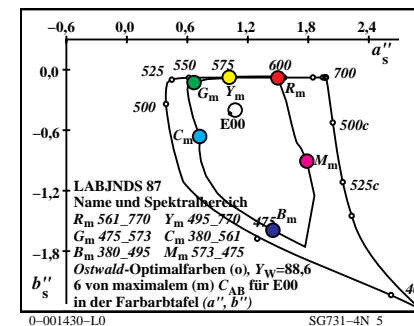 −0,6 0,0 0,6 1,2 1,8 2,4
a''s
525 550 575 600 700
0,0
Gm Ym Rm
500
E00
500c
−0,6
Cm
Mm
LABJNDS 87
525c
−1,2
Name und Spektralbereich
Rm 561_770 Ym 495_770
475 Bm
Gm 475_573 Cm 380_561
Bm 380_495 Mm 573_475
−1,8
Ostwald-Optimalfarben (o), YW=88,6
b''s
6 von maximalem (m) CAB für E00
in der Farbarbtafel (a'', b'')
0−001430−L0 SG731−4N_5